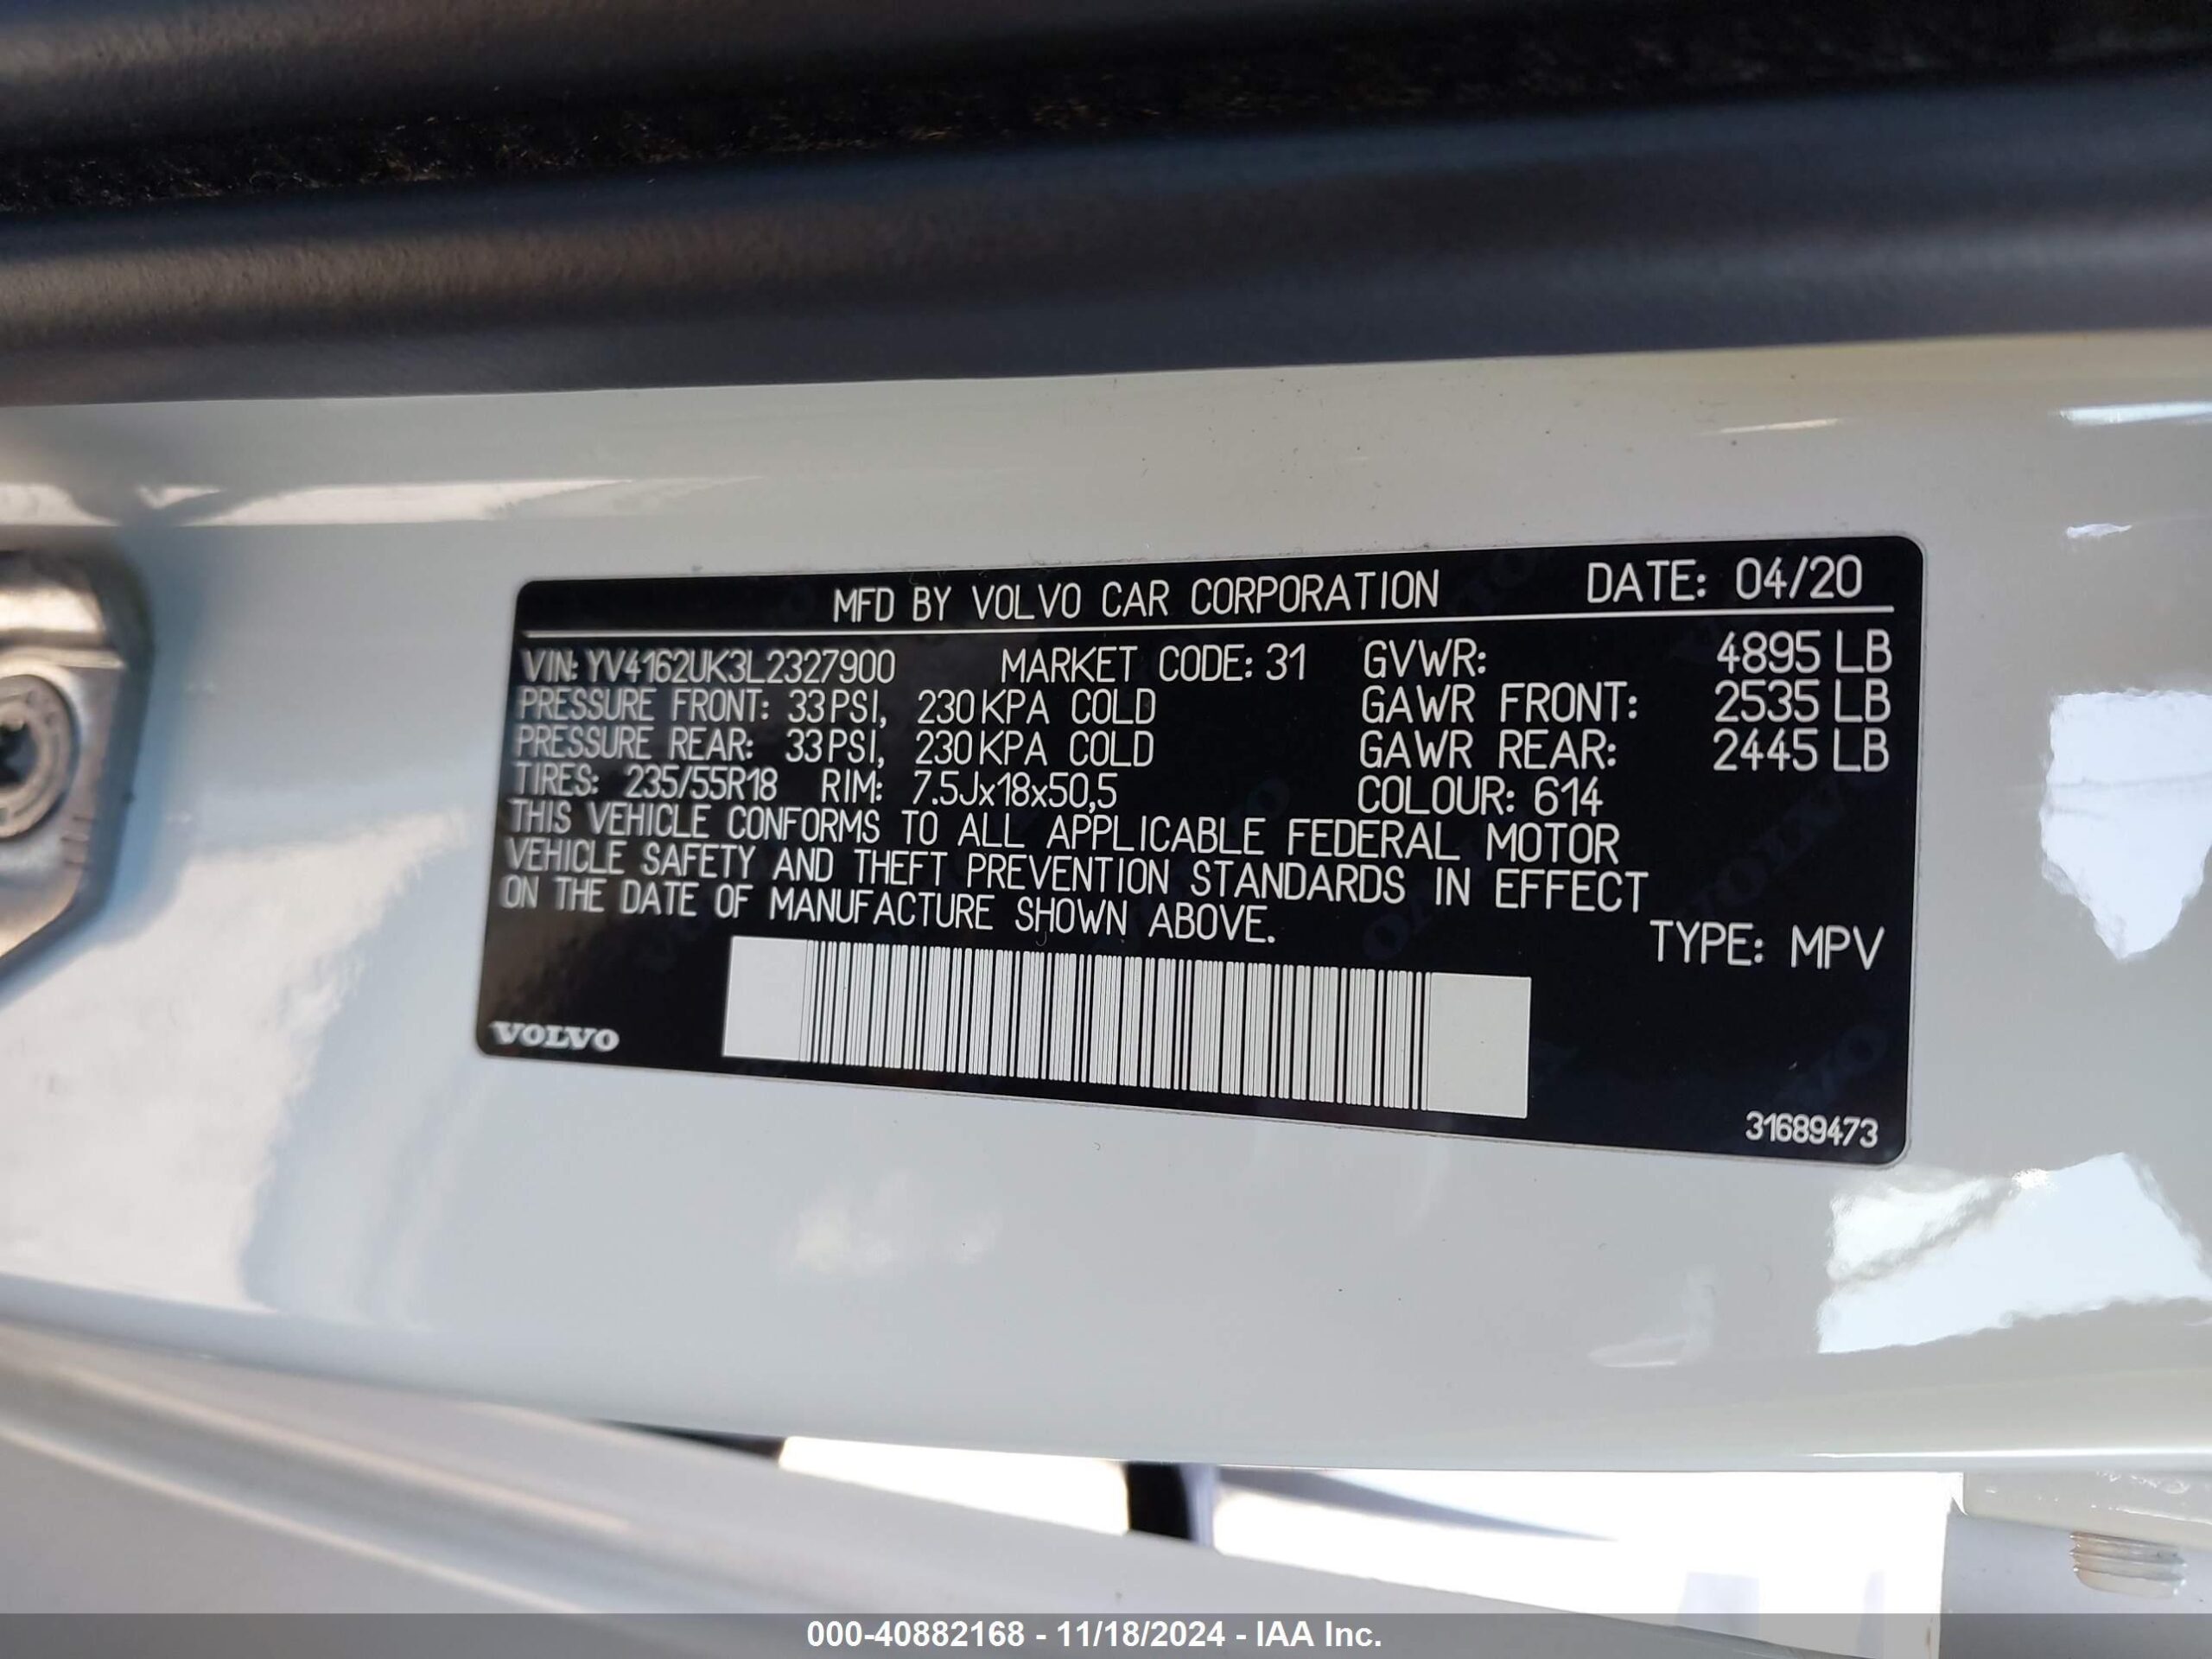 MFD BY VOLVO CAR CORPORATION DATE: 04/20
VIN: YV4162UK3L2327900 MARKET CODE: 31 GVWR: 4895 LB
PRESSURE FRONT: 33 PSI, 230 KPA COLD GAWR FRONT: 2535 LB
PRESSURE REAR: 33 PSI, 230 KPA COLD GAWR REAR: 2445 LB
TIRES: 235/55R18 RIM: 7.5Jx18x50,5 COLOUR: 614
THIS VEHICLE CONFORMS TO ALL APPLICABLE FEDERAL MOTOR
VEHICLE SAFETY AND THEFT PREVENTION STANDARDS IN EFFECT
ON THE DATE OF MANUFACTURE SHOWN ABOVE.
TYPE: MPV
VOLVO
31689473
000-40882168 - 11/18/2024 - IAA Inc.